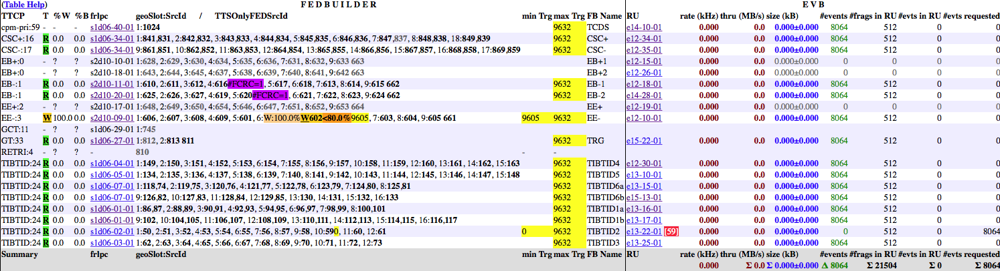 (Table Help) F E D B U I L D E R E V B
TTCP T %W %B frlpc geoSlot:SrcId / TTSOnlyFEDSrcId min Trg max Trg FB Name RU rate (kHz) thru (MB/s) size (kB) #events #frags in RU #evts in RU #evts requested
cpm-pri:59 - - - s1d06-40-01 1:1024 9632 TCDS e14-10-01 0.000 0.0 0.000±0.000 8064 512 0 0
CSC+:16 R 0.0 0.0 s1d06-34-01 1:841,831, 2:842,832, 3:843,833, 4:844,834, 5:845,835, 6:846,836, 7:847,837, 8:848,838, 18:849,839 9632 CSC+ e12-34-01 0.000 0.0 0.000±0.000 8064 512 0 0
CSC-:17 R 0.0 0.0 s1d06-34-01 9:861,851, 10:862,852, 11:863,853, 12:864,854, 13:865,855, 14:866,856, 15:867,857, 16:868,858, 17:869,859 9632 CSC- e12-35-01 0.000 0.0 0.000±0.000 8064 512 0 0
EB+:0 - ? ? s2d10-10-01 1:628, 2:629, 3:630, 4:634, 5:635, 6:636, 7:631, 8:632, 9:633 663 EB+1 e12-15-01 0.000 0.0 0.000±0.000 0 0 0 0
EB+:0 - ? ? s2d10-18-01 1:643, 2:644, 3:645, 4:637, 5:638, 6:639, 7:640, 8:641, 9:642 663 EB+2 e12-26-01 0.000 0.0 0.000±0.000 0 0 0 0
EB-:1 R 0.0 0.0 s2d10-11-01 1:610, 2:611, 3:612, 4:616#FCRC=1, 5:617, 6:618, 7:613, 8:614, 9:615 662 9632 EB-1 e12-18-01 0.000 0.0 0.000±0.000 8064 512 0 0
EB-:1 R 0.0 0.0 s2d10-20-01 1:625, 2:626, 3:627, 4:619, 5:620#FCRC=1, 6:621, 7:622, 8:623, 9:624 662 9632 EB-2 e14-28-01 0.000 0.0 0.000±0.000 8064 512 0 0
EE+:2 - ? ? s2d10-17-01 1:648, 2:649, 3:650, 4:654, 5:646, 6:647, 7:651, 8:652, 9:653 664 EE+ e12-19-01 0.000 0.0 0.000±0.000 0 0 0 0
EE-:3 W 100.0 0.0 s2d10-09-01 1:606, 2:607, 3:608, 4:609, 5:601, 6:W:100.0%W602<80.0%9605, 7:603, 8:604, 9:605 661 9605 9632 EE- e12-10-01 0.000 0.0 0.000±0.000 8064 512 0 0
GCT:11 - ? ? s1d06-29-01 1:745
GT:33 R 0.0 0.0 s1d06-27-01 1:812, 2:813 811 9632 TRG e15-22-01 0.000 0.0 0.000±0.000 8064 512 0 0
RETRI:4 - ? ? - 810 - -
TIBTID:24 R 0.0 0.0 s1d06-04-01 1:149, 2:150, 3:151, 4:152, 5:153, 6:154, 7:155, 8:156, 9:157, 10:158, 11:159, 12:160, 13:161, 14:162, 15:163 9632 TIBTID4 e12-30-01 0.000 0.0 0.000±0.000 8064 512 0 0
TIBTID:24 R 0.0 0.0 s1d06-05-01 1:134, 2:135, 3:136, 4:137, 5:138, 6:139, 7:140, 8:141, 9:142, 10:143, 11:144, 12:145, 13:146, 14:147, 15:148 9632 TIBTID5 e13-10-01 0.000 0.0 0.000±0.000 8064 512 0 0
TIBTID:24 R 0.0 0.0 s1d06-07-01 1:118,74, 2:119,75, 3:120,76, 4:121,77, 5:122,78, 6:123,79, 7:124,80, 8:125,81 9632 TIBTID6a e13-15-01 0.000 0.0 0.000±0.000 8064 512 0 0
TIBTID:24 R 0.0 0.0 s1d06-07-01 9:126,82, 10:127,83, 11:128,84, 12:129,85, 13:130, 14:131, 15:132, 16:133 9632 TIBTID6b e15-13-01 0.000 0.0 0.000±0.000 8064 512 0 0
TIBTID:24 R 0.0 0.0 s1d06-01-01 1:86,87, 2:88,89, 3:90,91, 4:92,93, 5:94,95, 6:96,97, 7:98,99, 8:100,101 9632 TIBTID1a e13-16-01 0.000 0.0 0.000±0.000 8064 512 0 0
TIBTID:24 R 0.0 0.0 s1d06-01-01 9:102, 10:104,105, 11:106,107, 12:108,109, 13:110,111, 14:112,113, 15:114,115, 16:116,117 9632 TIBTID1b e13-17-01 0.000 0.0 0.000±0.000 8064 512 0 0
TIBTID:24 R 0.0 0.0 s1d06-02-01 1:50, 2:51, 3:52, 4:53, 5:54, 6:55, 7:56, 8:57, 9:58, 10:590, 11:60, 12:61 0 9632 TIBTID2 e13-22-01 [59] 0.000 0.0 0.000±0.000 0 512 0 8064
TIBTID:24 R 0.0 0.0 s1d06-03-01 1:62, 2:63, 3:64, 4:65, 5:66, 6:67, 7:68, 8:69, 9:70, 10:71, 11:72, 12:73 9632 TIBTID3 e13-25-01 0.000 0.0 0.000±0.000 8064 512 0 0
Summary frlpc geoSlot:SrcId min Trg max Trg FB Name RU rate (kHz) thru (MB/s) size (kB) #events #frags in RU #evts in RU #evts requested
0.000 Σ 0.0 Σ 0.000±0.000 Δ 8064 Σ 21504 Σ 0 Σ 8064